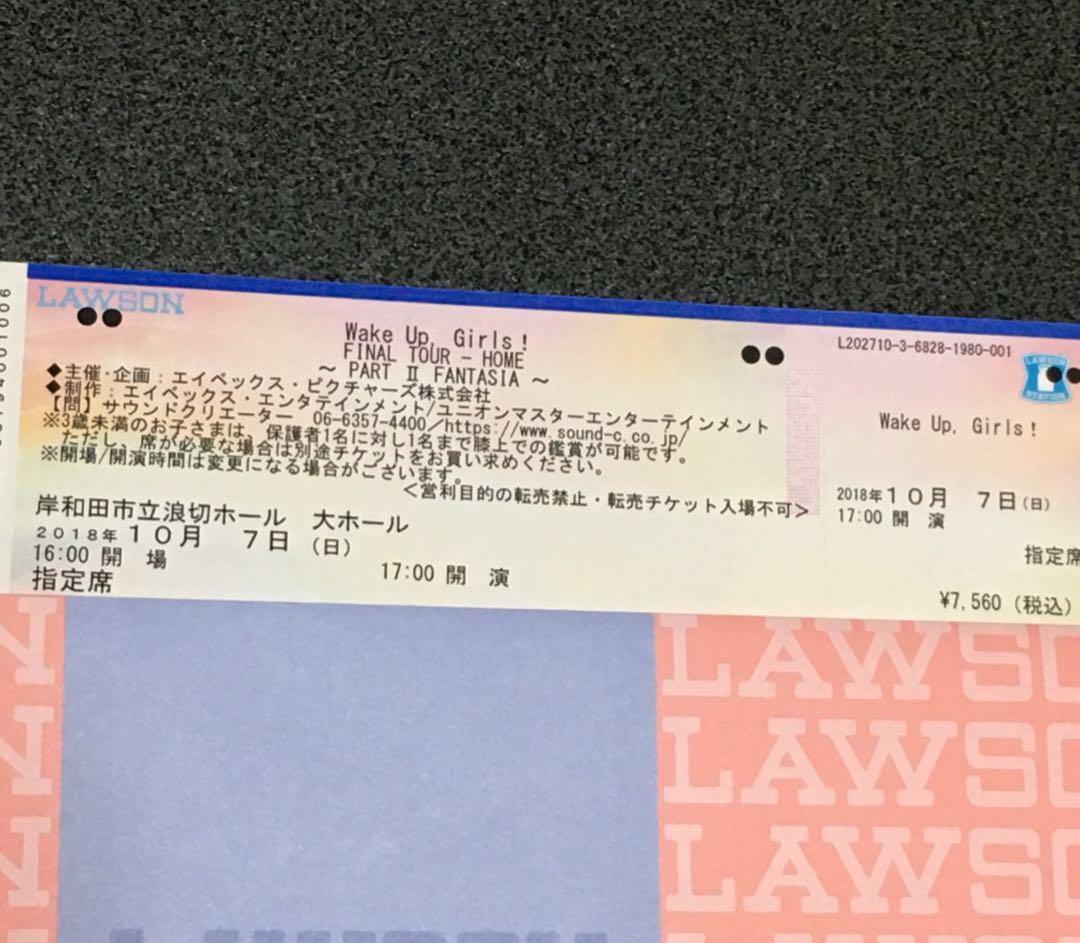 LAWSON
Wake Up, Girls！
FINAL TOUR - HOME
～ PART Ⅱ FANTASIA ～
◆主催・企画：エイベックス・ピクチャーズ株式会社
◆制作：エイベックス・エンタテインメント/ユニオンマスターエンターテインメント
【問】サウンドクリエーター 06-6357-4400／https://www.sound-c.co.jp/
※3歳未満のお子さまは、保護者1名に対し1名まで膝上での鑑賞が可能です。
ただし、席が必要な場合は別途チケットをお買い求めください。
※開場/開演時間は変更になる場合がございます。
＜営利目的の転売禁止・転売チケット入場不可＞
岸和田市立浪切ホール 大ホール
2018年10月 7日（日）
16:00 開 場
17:00 開 演
指定席
L202710-3-6828-1980-001
LAWSON
STATION
Wake Up, Girls！
2018年10月 7日（日）
17:00 開 演
指定席
¥7,560（税込）
LAWSO
LAWSO
LAWSO